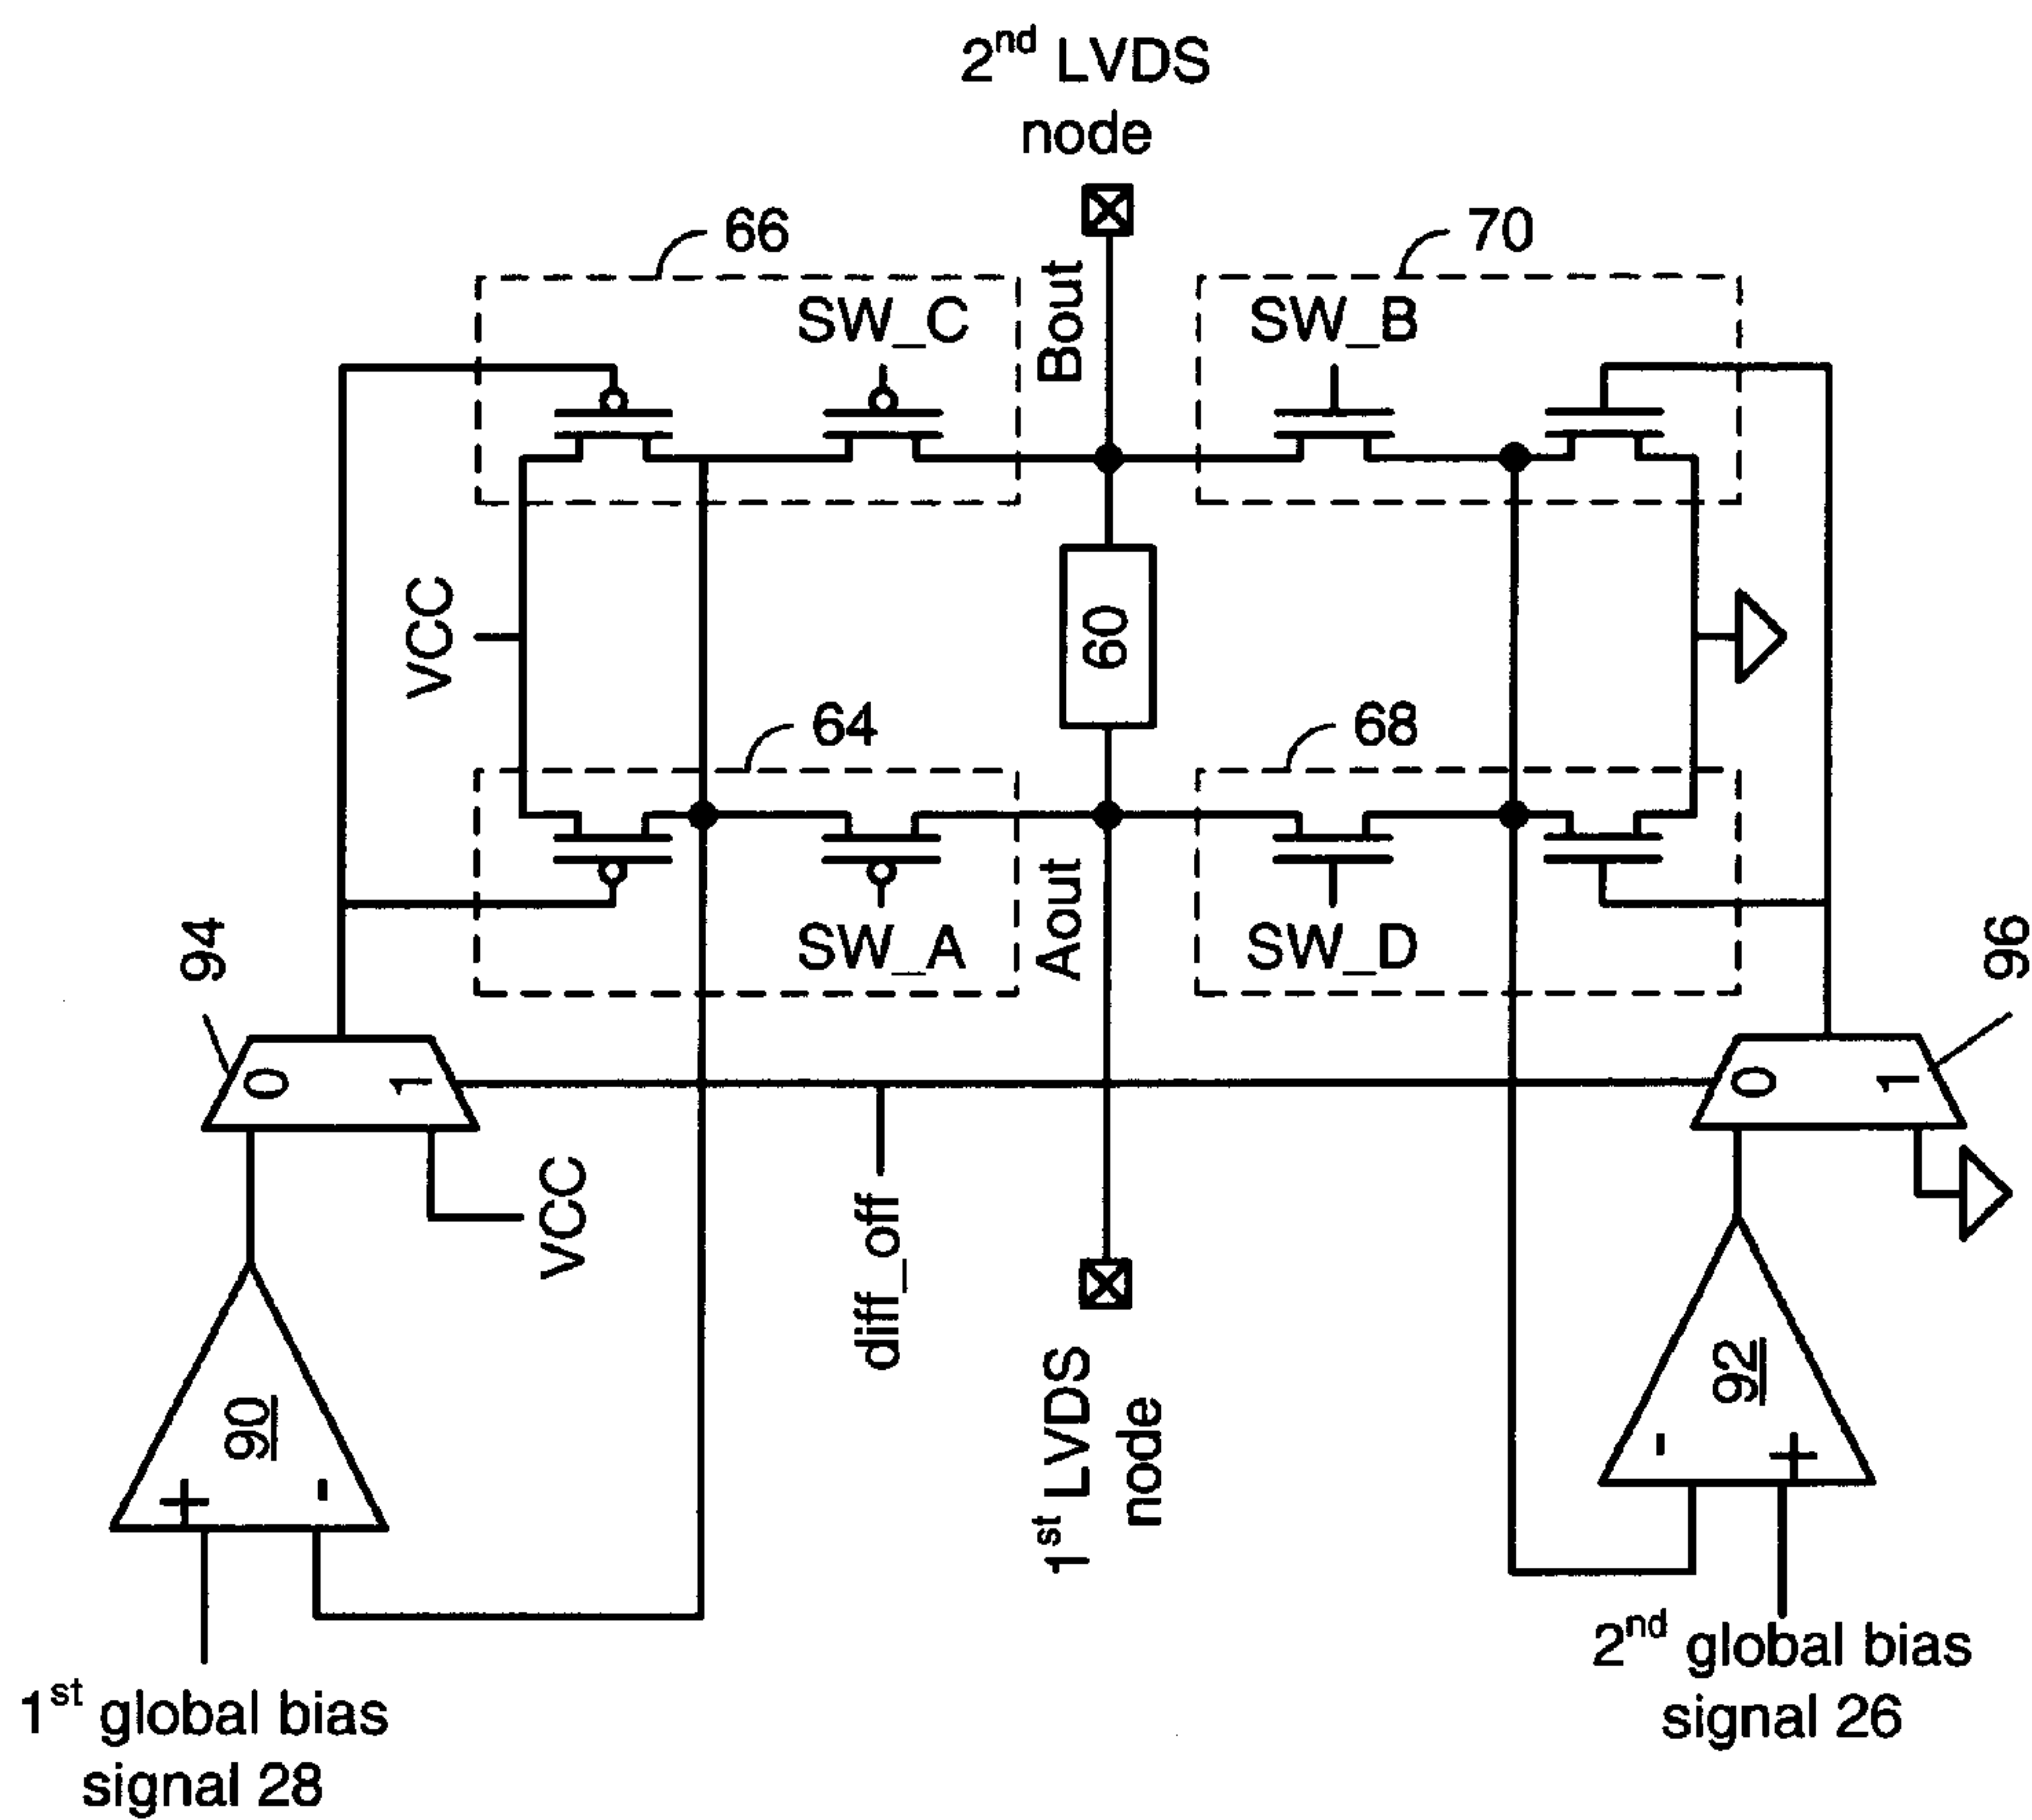 2nd LVDS
node
66
70
SW_C
Bout
SW_B
VCC
60
64
68
94
SW_A
Aout
SW_D
96
0
1
0
1
VCC
diff_off
90
+
-
1st LVDS
node
92
-
+
1st global bias
signal 28
2nd global bias
signal 26